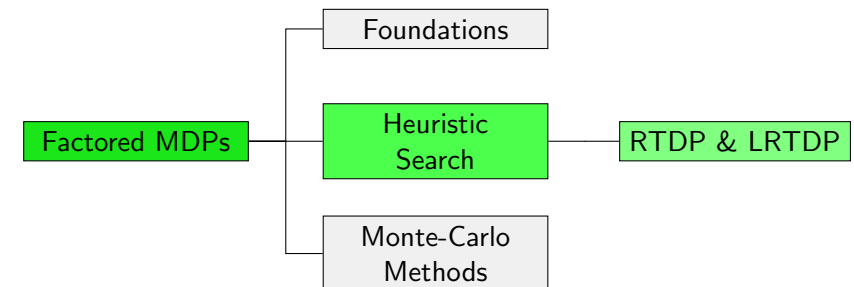 Foundations
Factored MDPs
Heuristic
Search
RTDP & LRTDP
Monte-Carlo
Methods